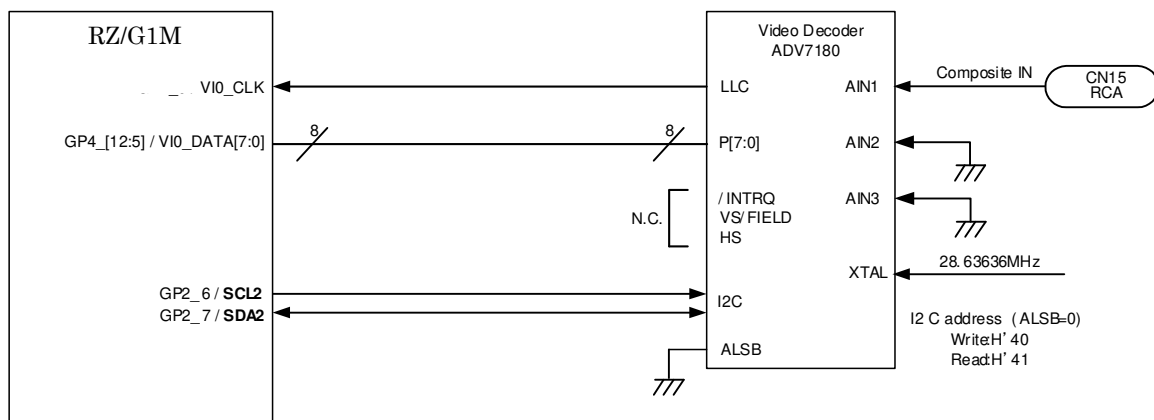 RZ/G1M
VI0_CLK
GP4_[12:5] / VI0_DATA[7:0]
8
8
N.C.
GP2_6 / SCL2
GP2_7 / SDA2
Video Decoder
ADV7180
LLC
P[7:0]
/INTRQ
VS/FIELD
HS
I2C
ALSB
AIN1
AIN2
AIN3
XTAL
Composite IN
CN15
RCA
28.63636MHz
I2C address (ALSB=0)
Write:H'40
Read:H'41